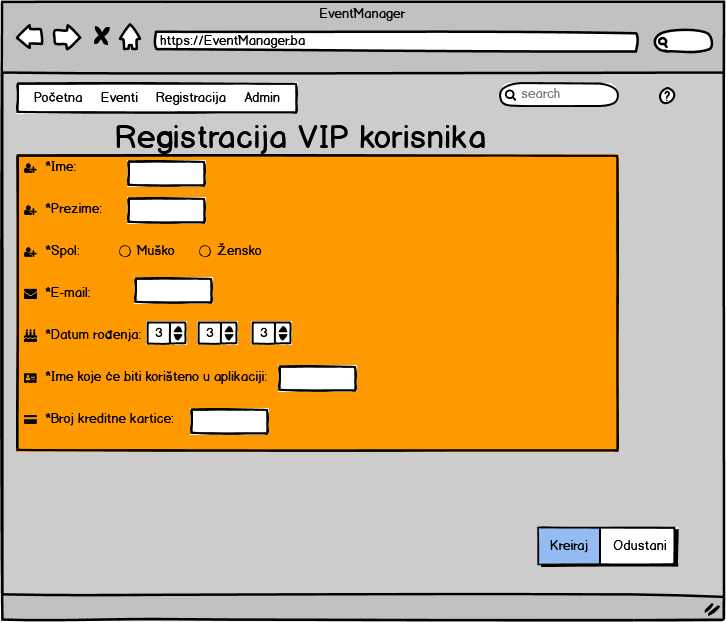 EventManager
https://EventManager.ba
Početna Eventi Registracija Admin
search
?
Registracija VIP korisnika
*Ime:
*Prezime:
*Spol: Muško Žensko
*E-mail:
*Datum rođenja: 3 3 3
*Ime koje će biti korišteno u aplikaciji:
*Broj kreditne kartice:
Kreiraj Odustani